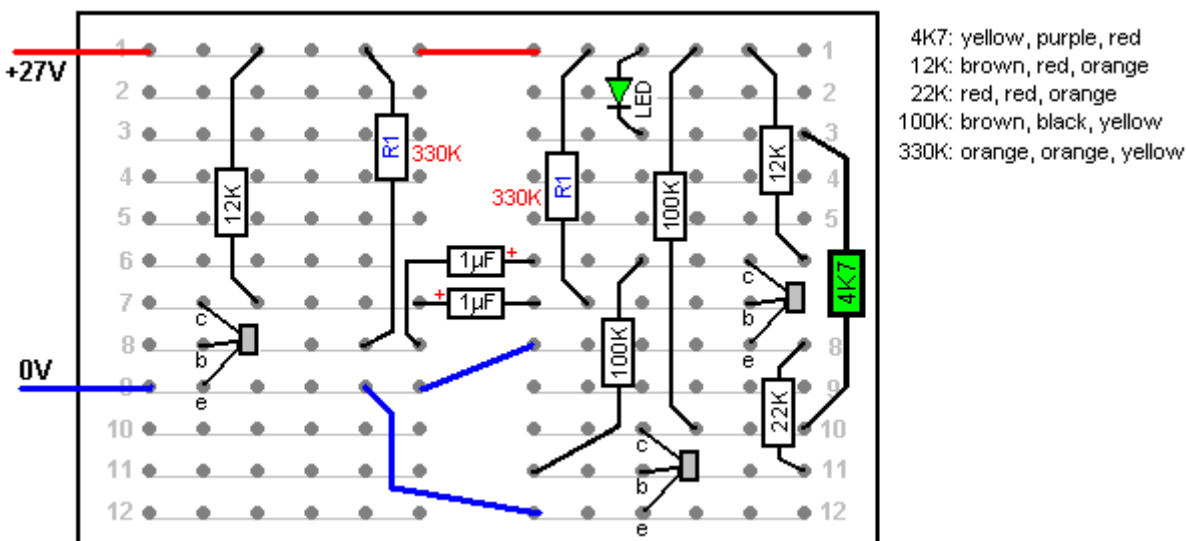 4K7: yellow, purple, red
12K: brown, red, orange
22K: red, red, orange
100K: brown, black, yellow
330K: orange, orange, yellow
+27V
0V
1 1
2 2
3 3
4 4
5 5
6 6
7 7
8 8
9 9
10 10
11 11
12 12
12K
R1
330K
R1
330K
LED
100K
12K
4K7
1µF +
+ 1µF
100K
22K
c
b
e
c
b
e
c
b
e